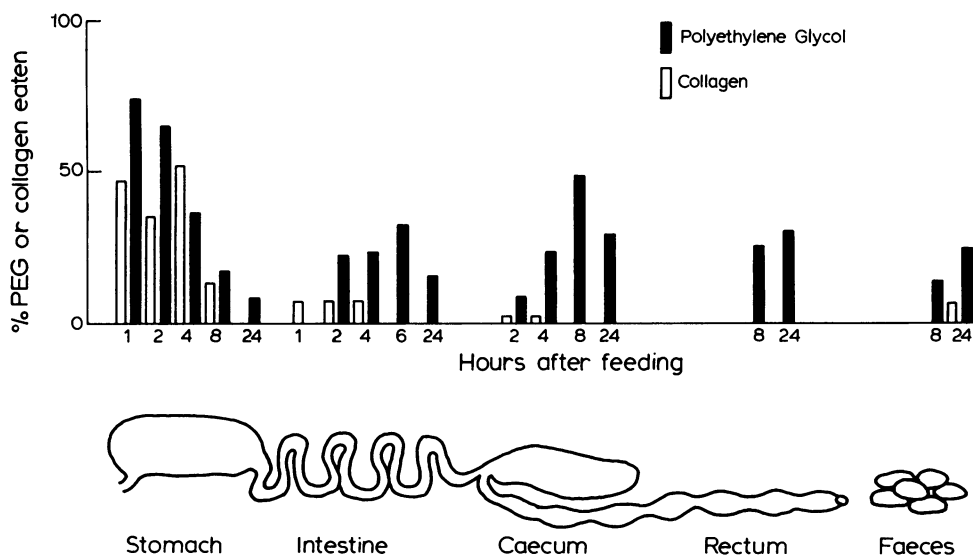 100
50
0
% PEG or collagen eaten
Polyethylene Glycol
Collagen
1 2 4 8 24 1 2 4 6 24 2 4 8 24 8 24 8 24
Hours after feeding
Stomach Intestine Caecum Rectum Faeces